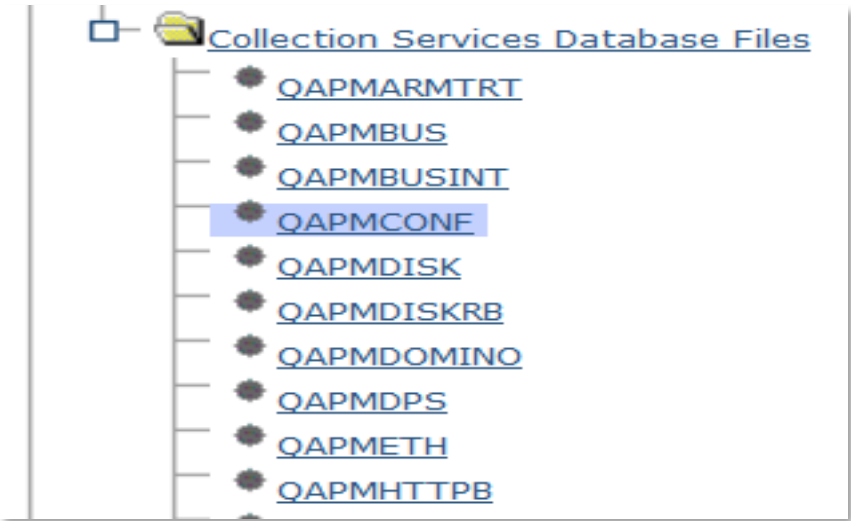 Collection Services Database Files
QAPMARMTRT
QAPMBUS
QAPMBUSINT
QAPMCONF
QAPMDISK
QAPMDISKRB
QAPMDOMINO
QAPMDPS
QAPMETH
QAPMHTTPB